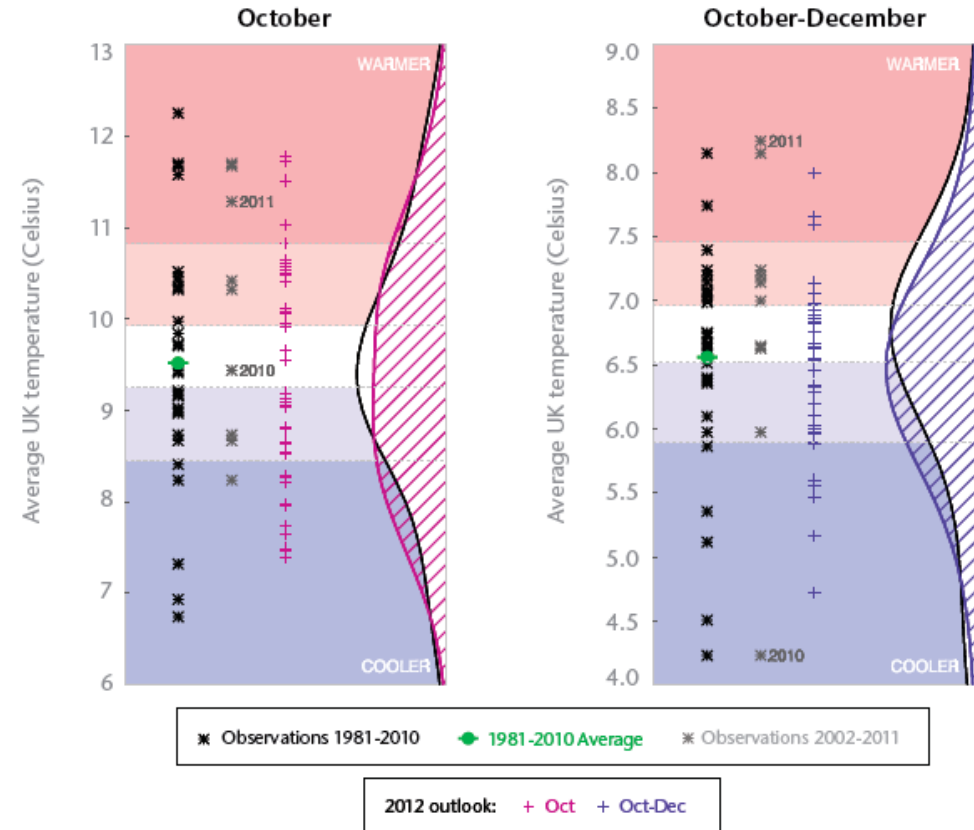 October
October-December
Average UK temperature (Celsius)
13
12
11
10
9
8
7
6
WARMER
2011
2010
COOLER
Average UK temperature (Celsius)
9.0
8.5
8.0
7.5
7.0
6.5
6.0
5.5
5.0
4.5
4.0
WARMER
2011
2010
COOLER
Observations 1981-2010 1981-2010 Average Observations 2002-2011
2012 outlook: + Oct + Oct-Dec